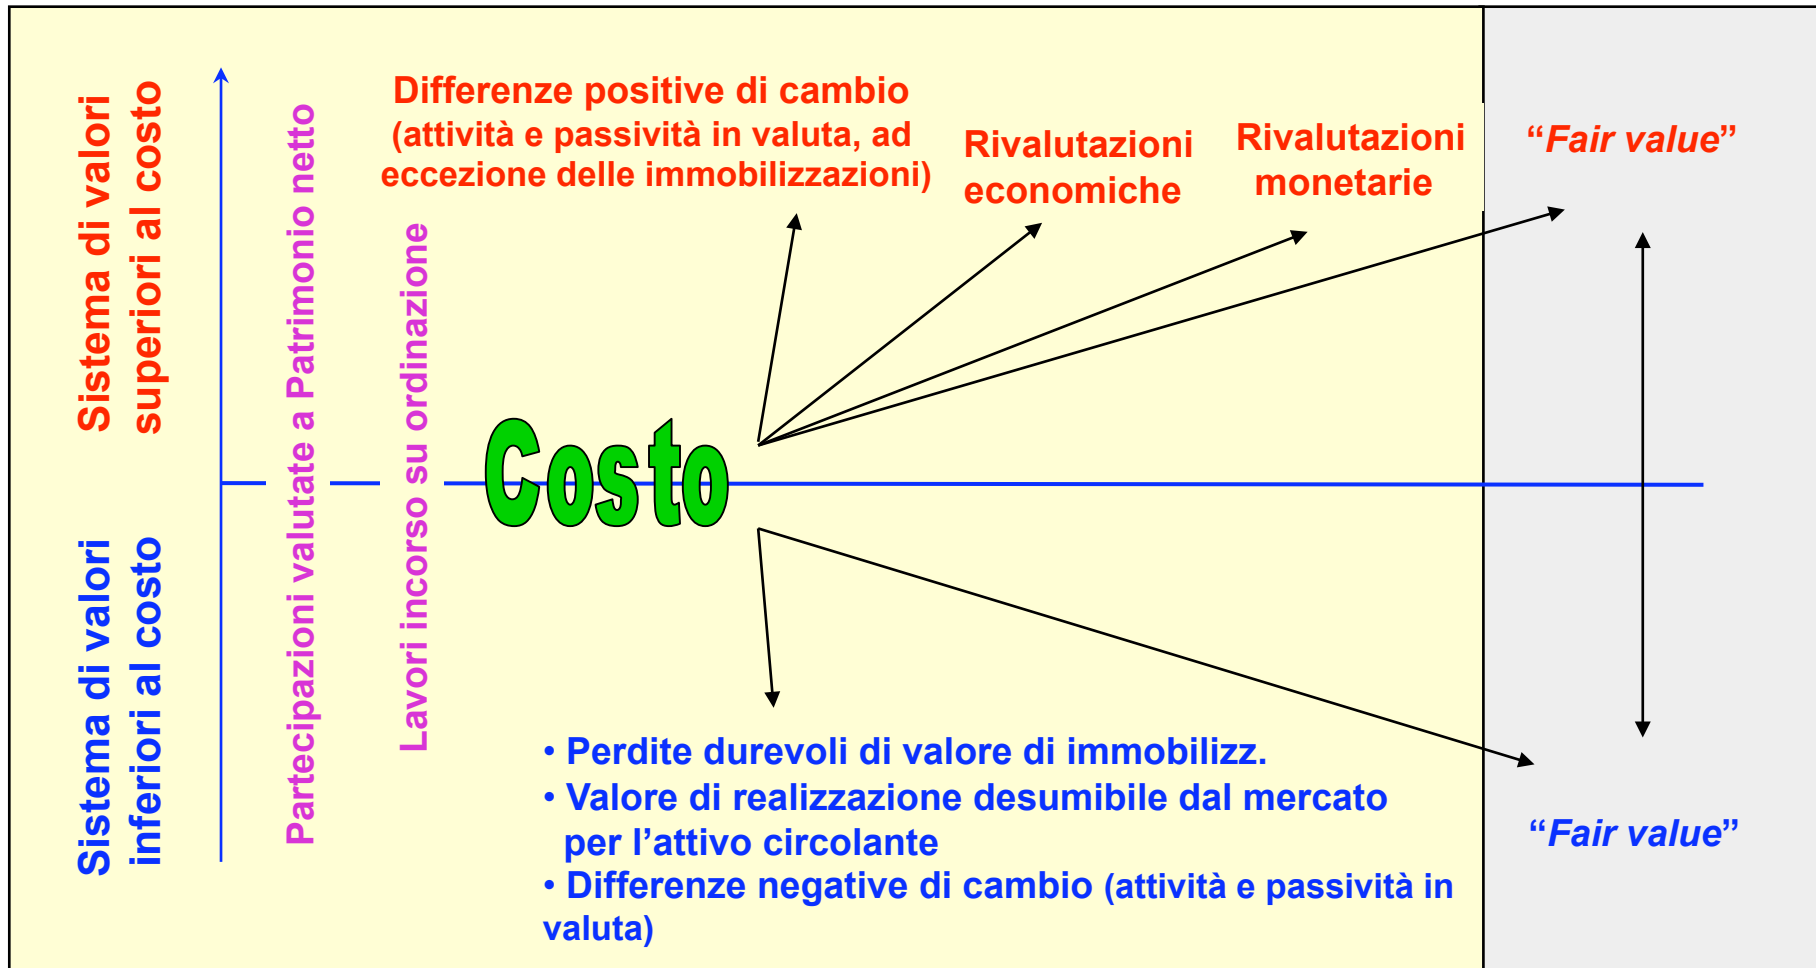 Sistema di valori
superiori al costo
Sistema di valori
inferiori al costo
Partecipazioni valutate a Patrimonio netto
Lavori incorso su ordinazione
Differenze positive di cambio
(attività e passività in valuta, ad
eccezione delle immobilizzazioni)
Rivalutazioni
economiche
Rivalutazioni
monetarie
“Fair value”
Costo
• Perdite durevoli di valore di immobilizz.
• Valore di realizzazione desumibile dal mercato
per l’attivo circolante
• Differenze negative di cambio (attività e passività in
valuta)
“Fair value”